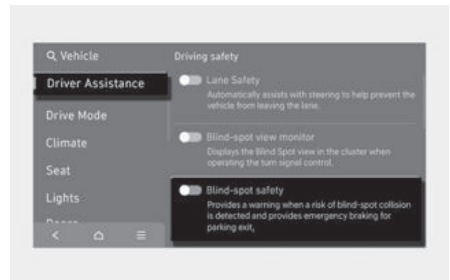 Vehicle
Driving safety
Driver Assistance
Lane Safety
Automatically assists with steering to help prevent the
vehicle from leaving the lane.
Drive Mode
Climate
Blind-spot view monitor
Displays the Blind Spot view in the cluster when
operating the turn signal control.
Seat
Lights
Blind-spot safety
Provides a warning when a risk of blind-spot collision
is detected and provides emergency braking for
parking exit,